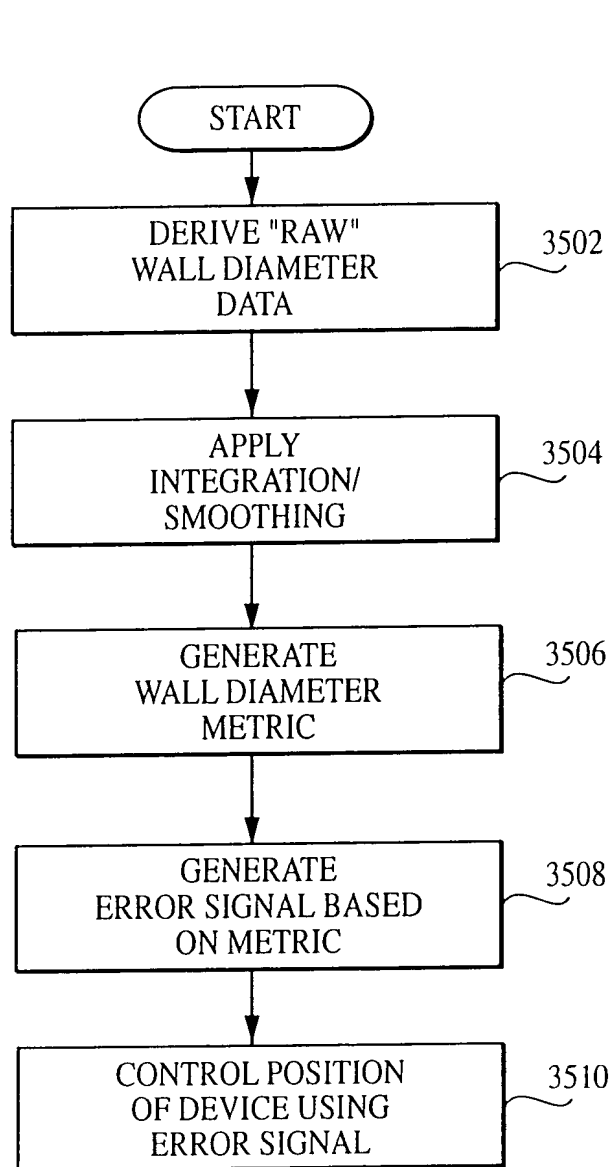 START
DERIVE "RAW"
WALL DIAMETER
DATA
3502
APPLY
INTEGRATION/
SMOOTHING
3504
GENERATE
WALL DIAMETER
METRIC
3506
GENERATE
ERROR SIGNAL BASED
ON METRIC
3508
CONTROL POSITION
OF DEVICE USING
ERROR SIGNAL
3510